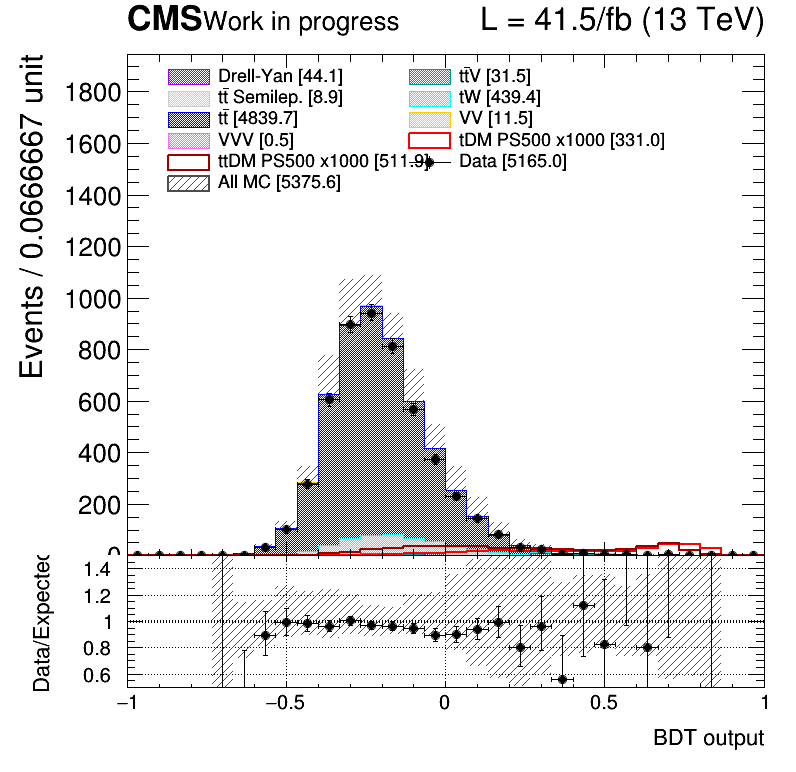 CMS Work in progress L = 41.5/fb (13 TeV)
Events / 0.0666667 unit
1800
1600
1400
1200
1000
800
600
400
200
0
Drell-Yan [44.1]
tt̄V [31.5]
tt̄ Semilep. [8.9]
tW [439.4]
tt̄ [4839.7]
VV [11.5]
VVV [0.5]
tDM PS500 x1000 [331.0]
ttDM PS500 x1000 [511.9]
Data [5165.0]
All MC [5375.6]
Data/Expected
1.4
1.2
1
0.8
0.6
−1 −0.5 0 0.5 1
BDT output